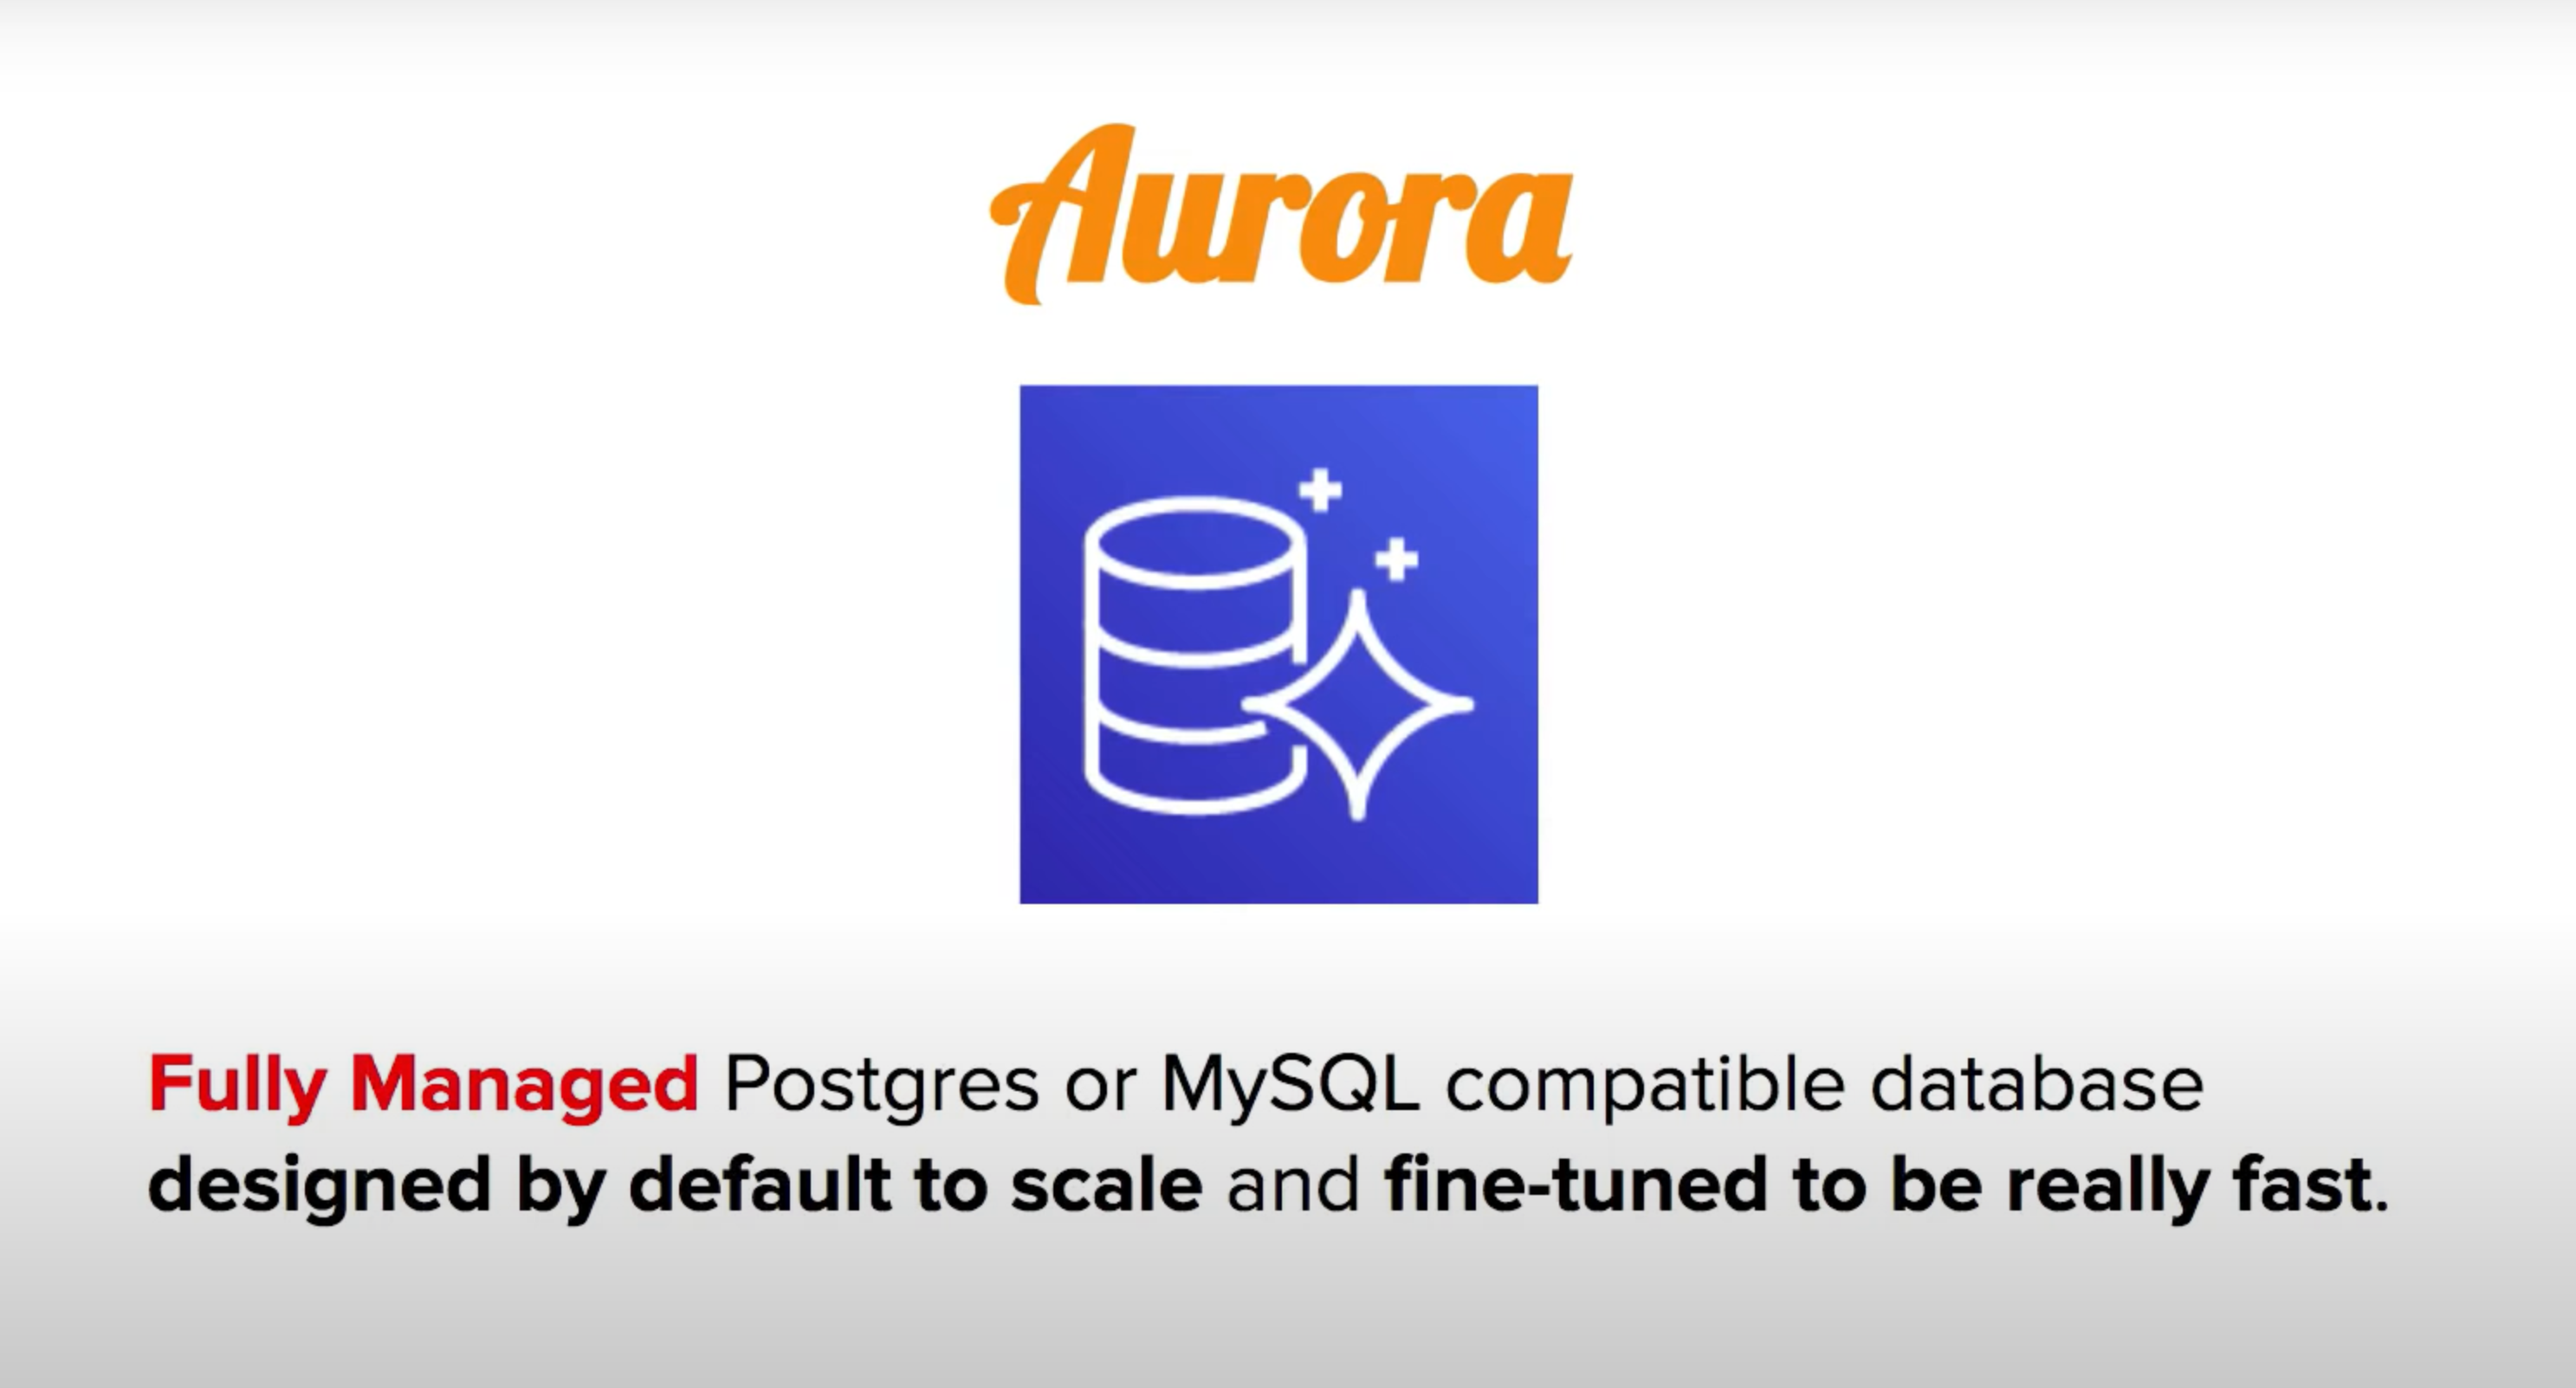 Aurora
Fully Managed Postgres or MySQL compatible database
designed by default to scale and fine-tuned to be really fast.